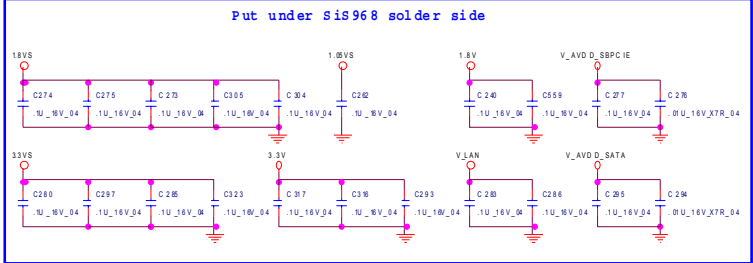 Put under SiS968 solder side
1.8VS
1.05VS
1.8V
V_AVDD_SBPCIE
C274
C275
C273
C305
C304
C262
C240
C559
C277
C276
.1U_16V_04
.1U_16V_04
.1U_16V_04
.1U_16V_04
.1U_16V_04
.1U_16V_04
.1U_16V_04
.1U_16V_04
.1U_16V_04
.01U_16V_X7R_04
3.3VS
3.3V
V_LAN
V_AVDD_SATA
C280
C297
C285
C323
C317
C316
C293
C283
C286
C295
C294
.1U_16V_04
.1U_16V_04
.1U_16V_04
.1U_16V_04
.1U_16V_04
.1U_16V_04
.1U_16V_04
.1U_16V_04
.1U_16V_04
.1U_16V_04
.01U_16V_X7R_04